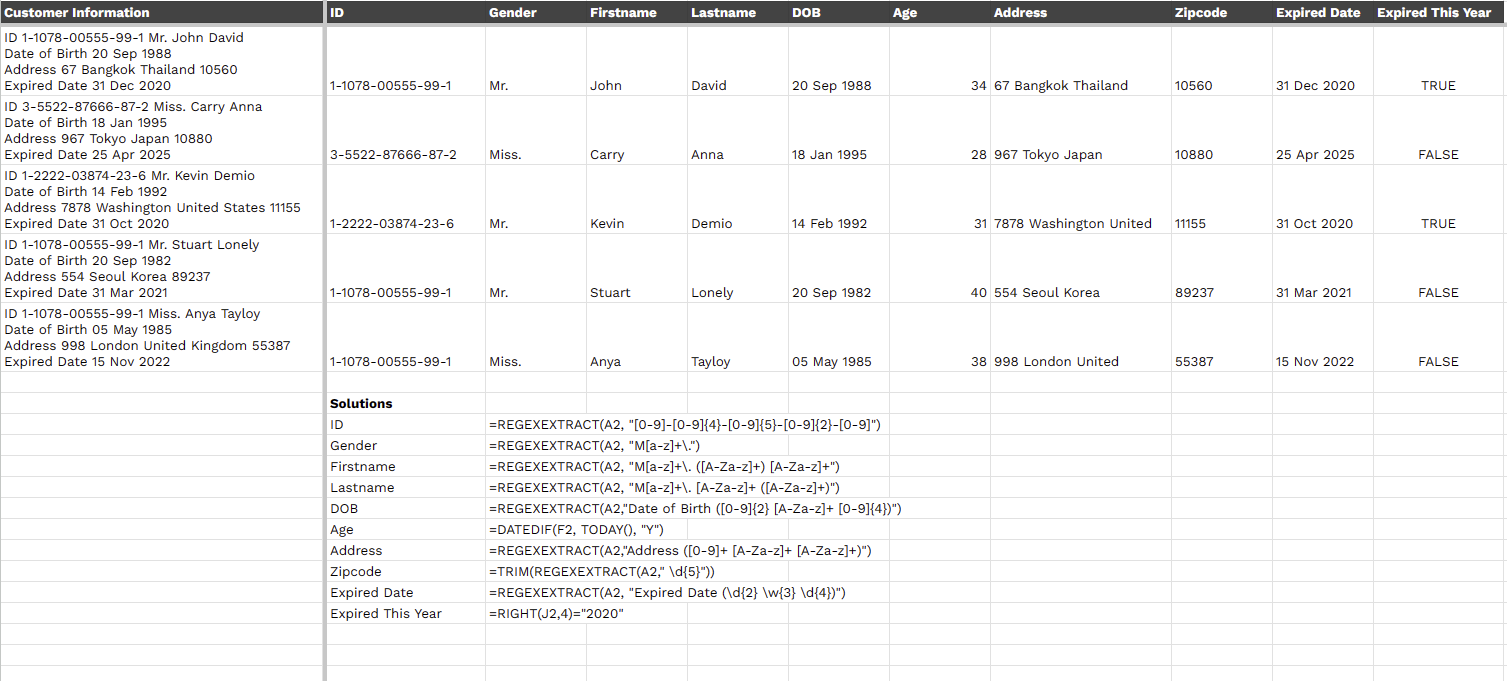 Customer Information ID Gender Firstname Lastname DOB Age Address Zipcode Expired Date Expired This Year
ID 1-1078-00555-99-1 Mr. John David
Date of Birth 20 Sep 1988
Address 67 Bangkok Thailand 10560
Expired Date 31 Dec 2020 1-1078-00555-99-1 Mr. John David 20 Sep 1988 34 67 Bangkok Thailand 10560 31 Dec 2020 TRUE
ID 3-5522-87666-87-2 Miss. Carry Anna
Date of Birth 18 Jan 1995
Address 967 Tokyo Japan 10880
Expired Date 25 Apr 2025 3-5522-87666-87-2 Miss. Carry Anna 18 Jan 1995 28 967 Tokyo Japan 10880 25 Apr 2025 FALSE
ID 1-2222-03874-23-6 Mr. Kevin Demio
Date of Birth 14 Feb 1992
Address 7878 Washington United States 11155
Expired Date 31 Oct 2020 1-2222-03874-23-6 Mr. Kevin Demio 14 Feb 1992 31 7878 Washington United 11155 31 Oct 2020 TRUE
ID 1-1078-00555-99-1 Mr. Stuart Lonely
Date of Birth 20 Sep 1982
Address 554 Seoul Korea 89237
Expired Date 31 Mar 2021 1-1078-00555-99-1 Mr. Stuart Lonely 20 Sep 1982 40 554 Seoul Korea 89237 31 Mar 2021 FALSE
ID 1-1078-00555-99-1 Miss. Anya Tayloy
Date of Birth 05 May 1985
Address 998 London United Kingdom 55387
Expired Date 15 Nov 2022 1-1078-00555-99-1 Miss. Anya Tayloy 05 May 1985 38 998 London United 55387 15 Nov 2022 FALSE
Solutions
ID =REGEXEXTRACT(A2, "[0-9]-[0-9]{4}-[0-9]{5}-[0-9]{2}-[0-9]")
Gender =REGEXEXTRACT(A2, "M[a-z]+\.")
Firstname =REGEXEXTRACT(A2, "M[a-z]+\. ([A-Za-z]+) [A-Za-z]+")
Lastname =REGEXEXTRACT(A2, "M[a-z]+\. [A-Za-z]+ ([A-Za-z]+)")
DOB =REGEXEXTRACT(A2,"Date of Birth ([0-9]{2} [A-Za-z]+ [0-9]{4})")
Age =DATEDIF(F2, TODAY(), "Y")
Address =REGEXEXTRACT(A2,"Address ([0-9]+ [A-Za-z]+ [A-Za-z]+)")
Zipcode =TRIM(REGEXEXTRACT(A2," \d{5}"))
Expired Date =REGEXEXTRACT(A2, "Expired Date (\d{2} \w{3} \d{4})")
Expired This Year =RIGHT(J2,4)="2020"